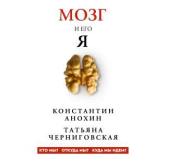 МОЗГ
И ЕГО
Я
КОНСТАНТИН
АНОХИН
ТАТЬЯНА
ЧЕРНИГОВСКАЯ
КТО МЫ? ОТКУДА МЫ? КУДА МЫ ИДЕМ?